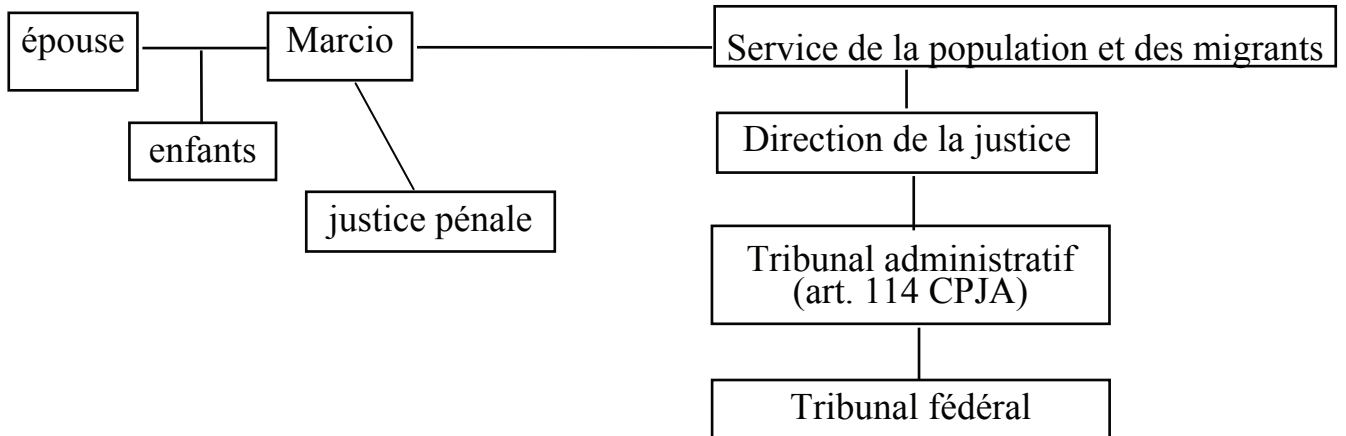 épouse
Marcio
Service de la population et des migrants
enfants
Direction de la justice
justice pénale
Tribunal administratif
(art. 114 CPJA)
Tribunal fédéral